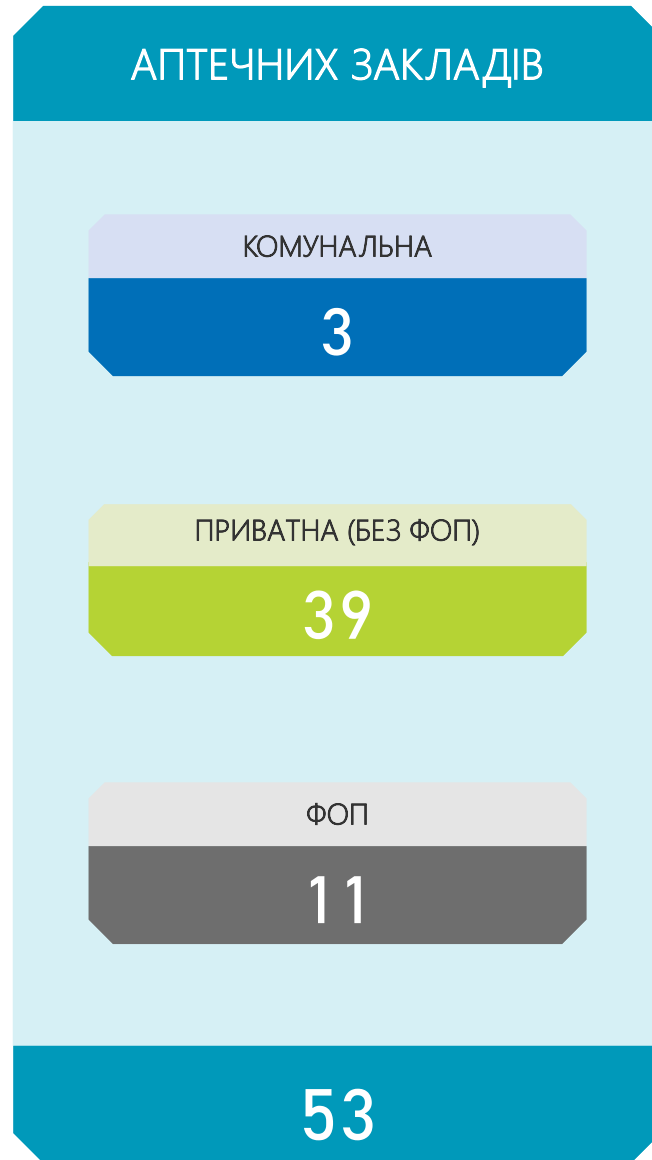 АПТЕЧНИХ ЗАКЛАДІВ
КОМУНАЛЬНА
3
ПРИВАТНА (БЕЗ ФОП)
39
ФОП
11
53